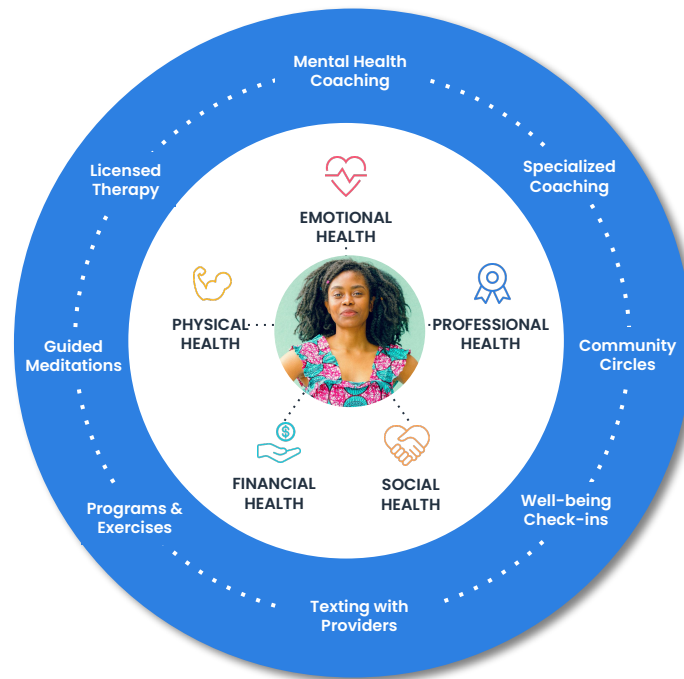 Mental Health
Coaching
Licensed
Therapy
Specialized
Coaching
EMOTIONAL
HEALTH
PHYSICAL
HEALTH
PROFESSIONAL
HEALTH
Guided
Meditations
Community
Circles
$
FINANCIAL
HEALTH
SOCIAL
HEALTH
Programs &
Exercises
Well-being
Check-ins
Texting with
Providers